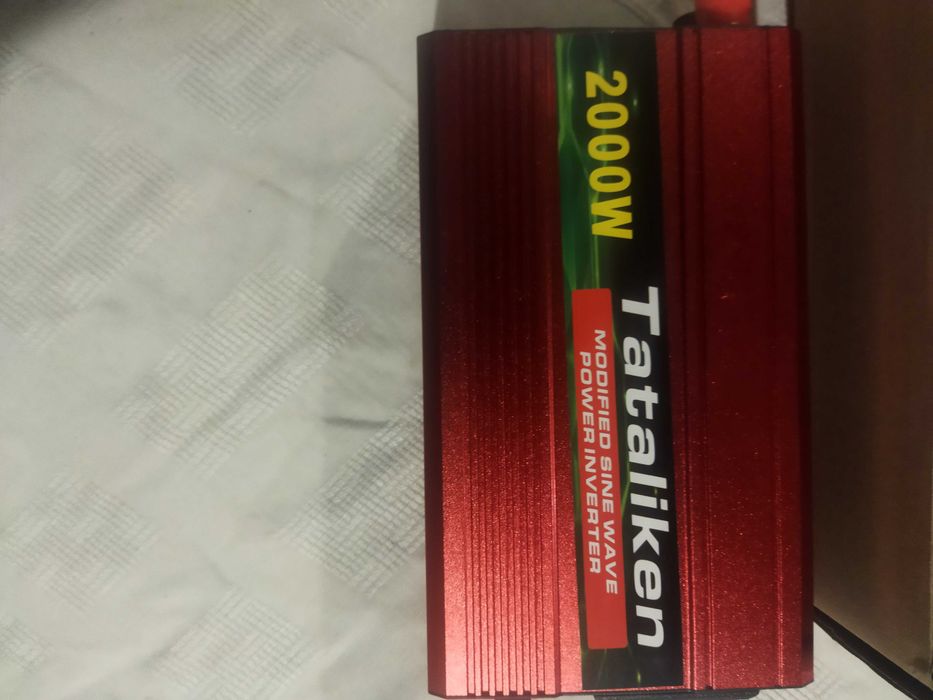 2000W
Tataliken
MODIFIED SINE WAVE
POWER INVERTER